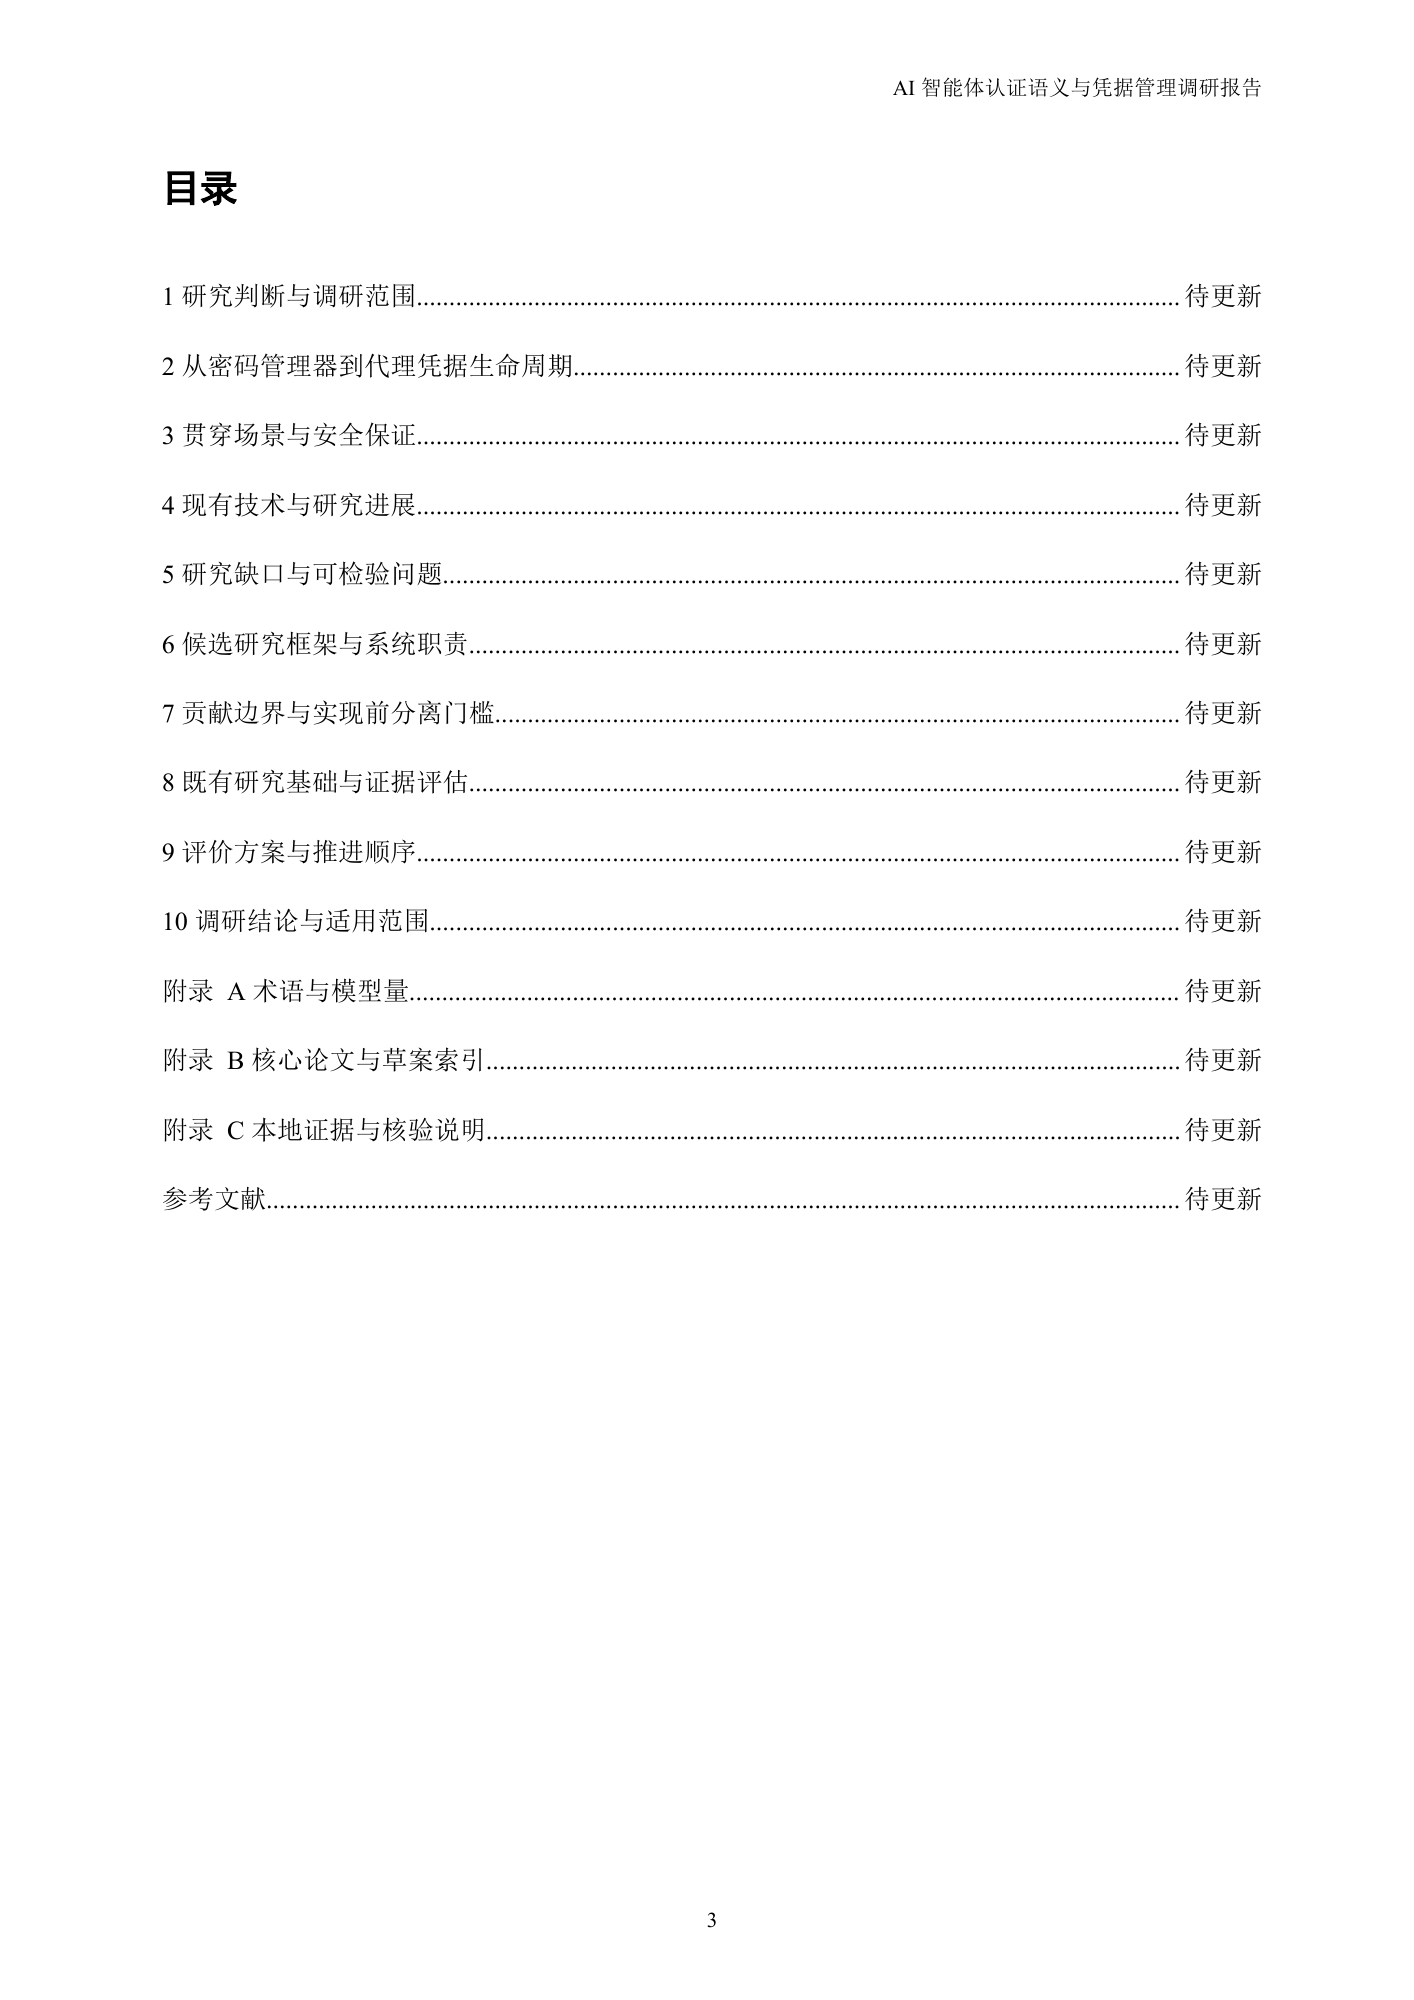 AI 智能体认证语义与凭据管理调研报告
目录
1 研究判断与调研范围........................................................ 待更新
2 从密码管理器到代理凭据生命周期........................................................ 待更新
3 贯穿场景与安全保证........................................................ 待更新
4 现有技术与研究进展........................................................ 待更新
5 研究缺口与可检验问题........................................................ 待更新
6 候选研究框架与系统职责........................................................ 待更新
7 贡献边界与实现前分离门槛........................................................ 待更新
8 既有研究基础与证据评估........................................................ 待更新
9 评价方案与推进顺序........................................................ 待更新
10 调研结论与适用范围........................................................ 待更新
附录 A 术语与模型量........................................................ 待更新
附录 B 核心论文与草案索引........................................................ 待更新
附录 C 本地证据与核验说明........................................................ 待更新
参考文献........................................................ 待更新
3